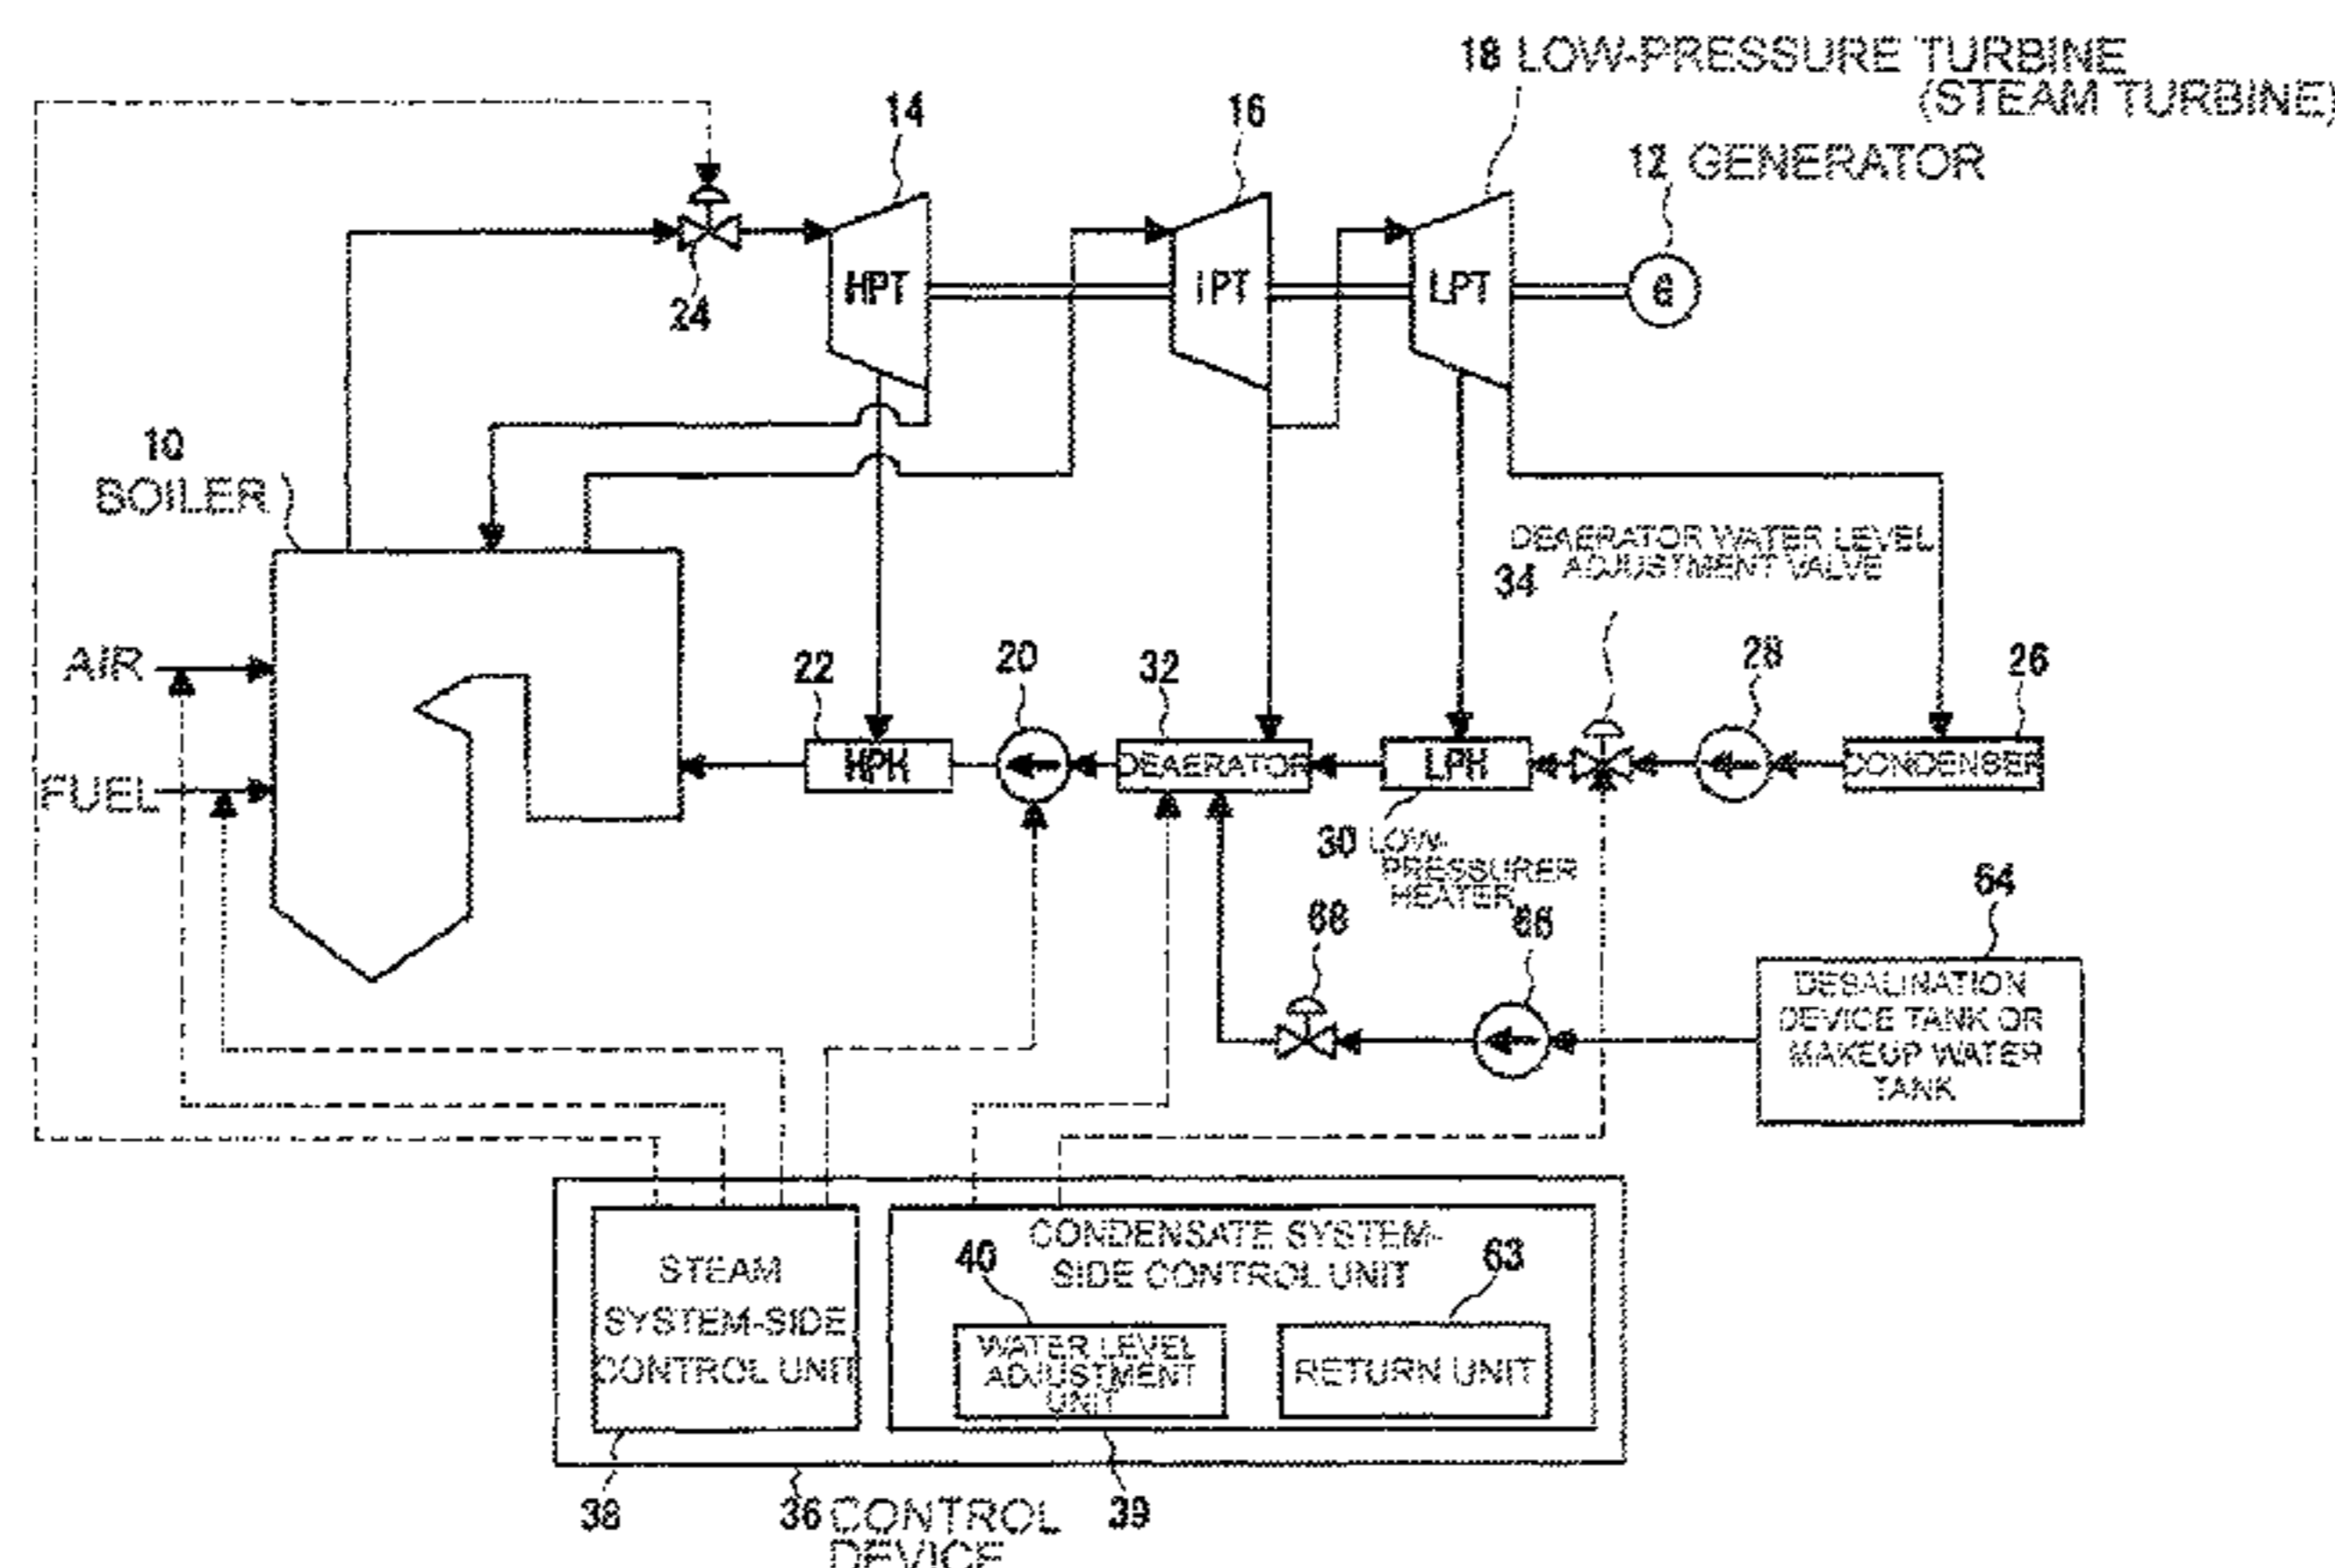 18 LOW-PRESSURE TURBINE
(STEAM TURBINE)
14
16
12 GENERATOR
24
HPT
IPT
LPT
G
10
BOILER
DEAERATOR WATER LEVEL
34 ADJUSTMENT VALVE
AIR
22
20
32
28
26
HPH
DEAERATOR
LPH
CONDENSER
FUEL
30 LOW-
PRESSURER
HEATER
68
66
64
DESALINATION
DEVICE TANK OR
MAKEUP WATER
TANK
STEAM
SYSTEM-SIDE
CONTROL UNIT
CONDENSATE SYSTEM-
SIDE CONTROL UNIT
40
63
WATER LEVEL
ADJUSTMENT
UNIT
RETURN UNIT
38
36 CONTROL
DEVICE
39